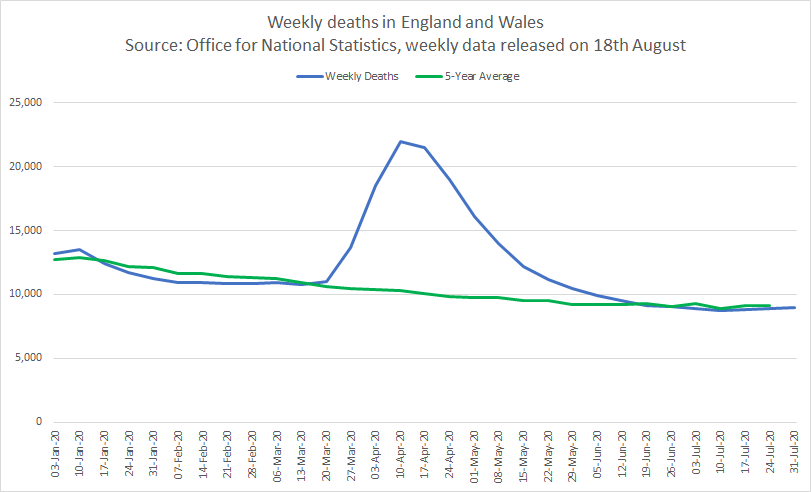 Weekly deaths in England and Wales
Source: Office for National Statistics, weekly data released on 18th August
Weekly Deaths
5-Year Average
25,000
20,000
15,000
10,000
5,000
0
03-Jan-20
10-Jan-20
17-Jan-20
24-Jan-20
31-Jan-20
07-Feb-20
14-Feb-20
21-Feb-20
28-Feb-20
06-Mar-20
13-Mar-20
20-Mar-20
27-Mar-20
03-Apr-20
10-Apr-20
17-Apr-20
24-Apr-20
01-May-20
08-May-20
15-May-20
22-May-20
29-May-20
05-Jun-20
12-Jun-20
19-Jun-20
26-Jun-20
03-Jul-20
10-Jul-20
17-Jul-20
24-Jul-20
31-Jul-20